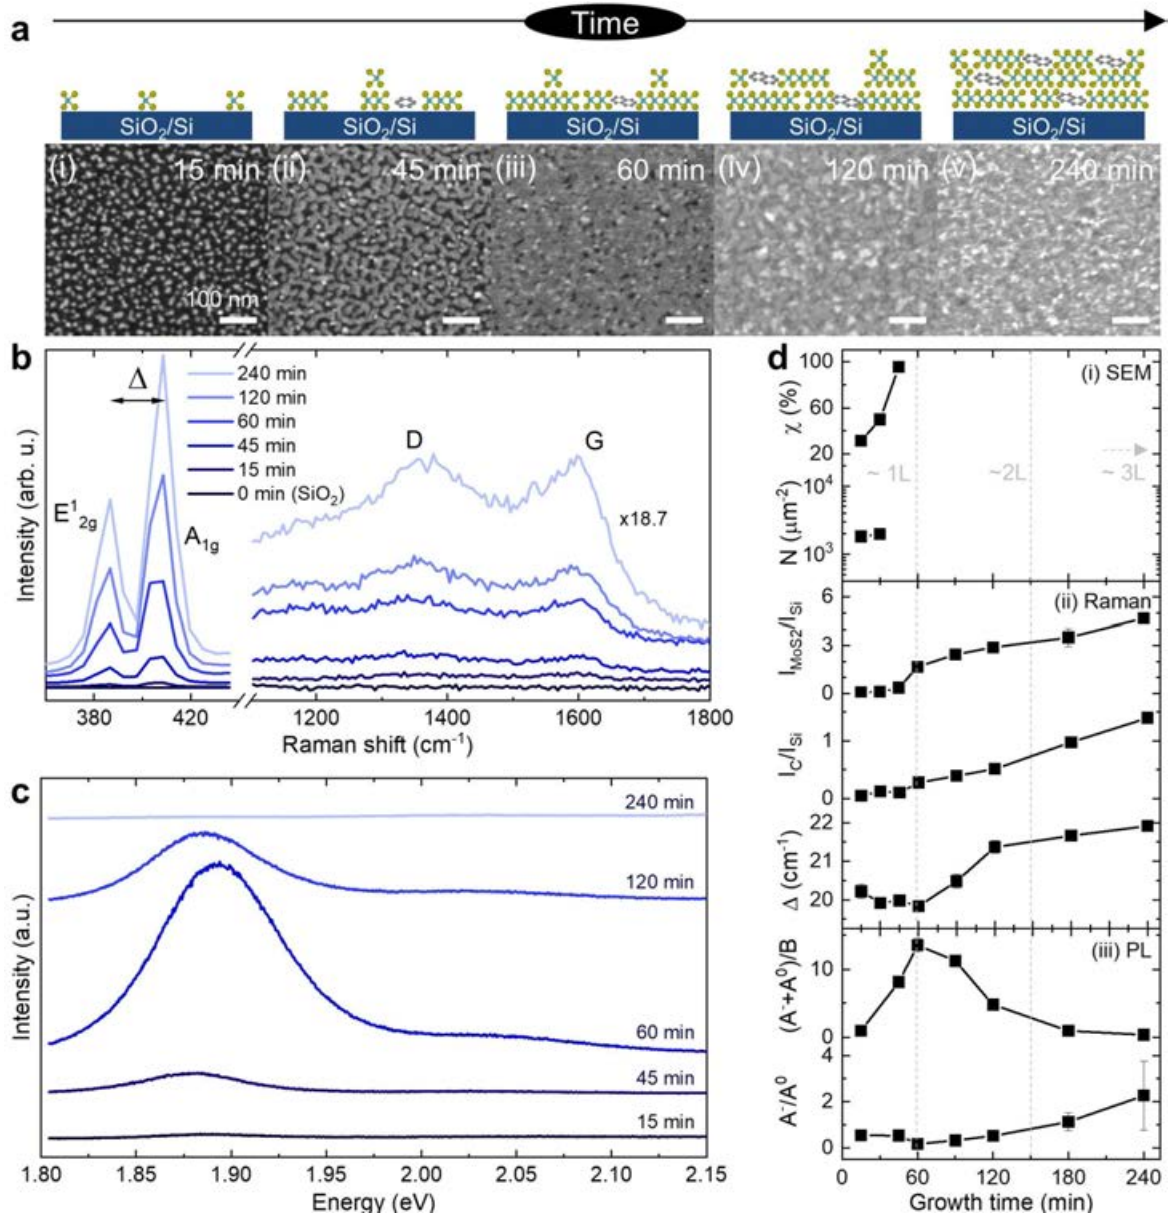 a
Time
SiO₂/Si SiO₂/Si SiO₂/Si SiO₂/Si SiO₂/Si
(i) 15 min (ii) 45 min (iii) 60 min (iv) 120 min (v) 240 min
100 nm
b
Intensity (arb. u.)
Δ
E¹₂g
A₁g
240 min
120 min
60 min
45 min
15 min
0 min (SiO₂)
D
G
x18.7
380 420 1200 1400 1600 1800
Raman shift (cm⁻¹)
c
Intensity (a.u.)
240 min
120 min
60 min
45 min
15 min
1.80 1.85 1.90 1.95 2.00 2.05 2.10 2.15
Energy (eV)
d
(i) SEM
χ (%)
100
60
20
~ 1L ~2L ~ 3L
N (μm⁻²)
10⁴
10³
(ii) Raman
I_MoS2/I_Si
6
3
0
I_C/I_Si
1
0
Δ (cm⁻¹)
22
21
20
(iii) PL
(A⁻+A⁰)/B
10
0
A⁻/A⁰
4
2
0
0 60 120 180 240
Growth time (min)